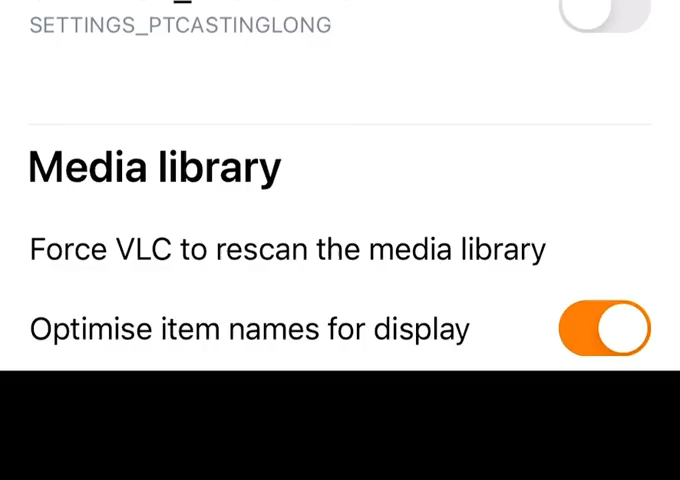 SETTINGS_PTCASTINGLONG
Media library
Force VLC to rescan the media library
Optimise item names for display